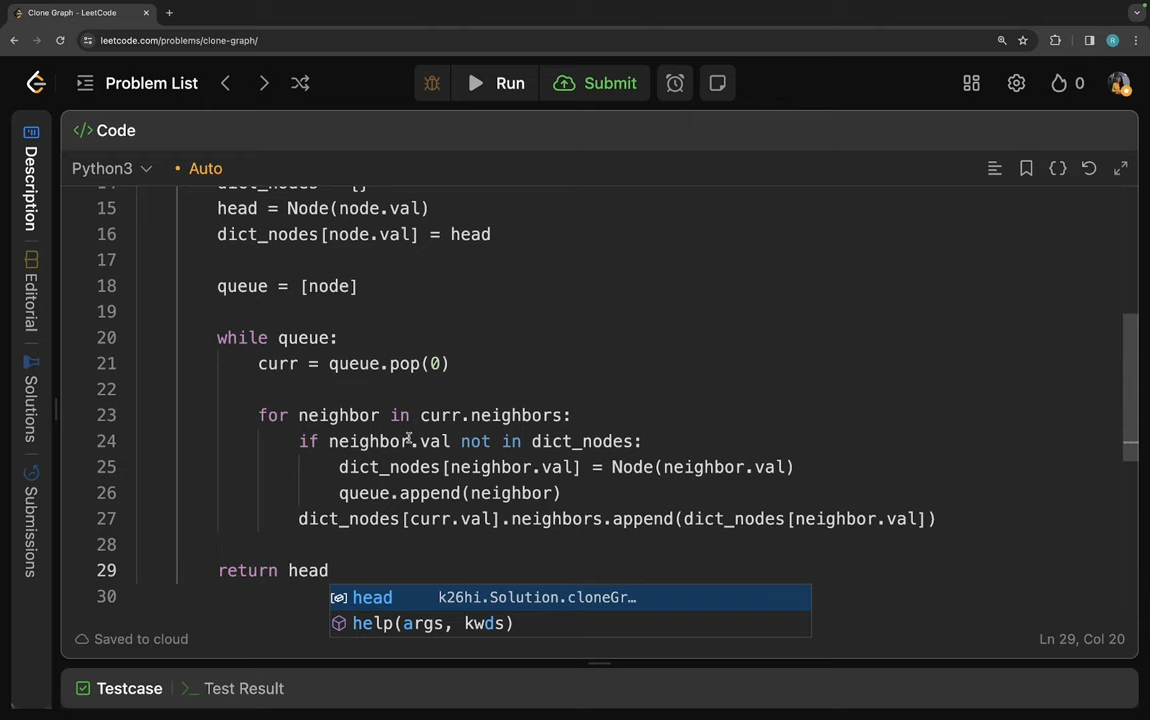 Clone Graph - LeetCode
leetcode.com/problems/clone-graph/
R
Problem List
Run
Submit
0
Description
Editorial
Solutions
Submissions
</> Code
Python3
• Auto
14 dict_nodes = {}
15 head = Node(node.val)
16 dict_nodes[node.val] = head
17
18 queue = [node]
19
20 while queue:
21 curr = queue.pop(0)
22
23 for neighbor in curr.neighbors:
24 if neighbor.val not in dict_nodes:
25 dict_nodes[neighbor.val] = Node(neighbor.val)
26 queue.append(neighbor)
27 dict_nodes[curr.val].neighbors.append(dict_nodes[neighbor.val])
28
29 return head
30
head k26hi.Solution.cloneGr…
help(args, kwds)
Saved to cloud
Ln 29, Col 20
Testcase
Test Result